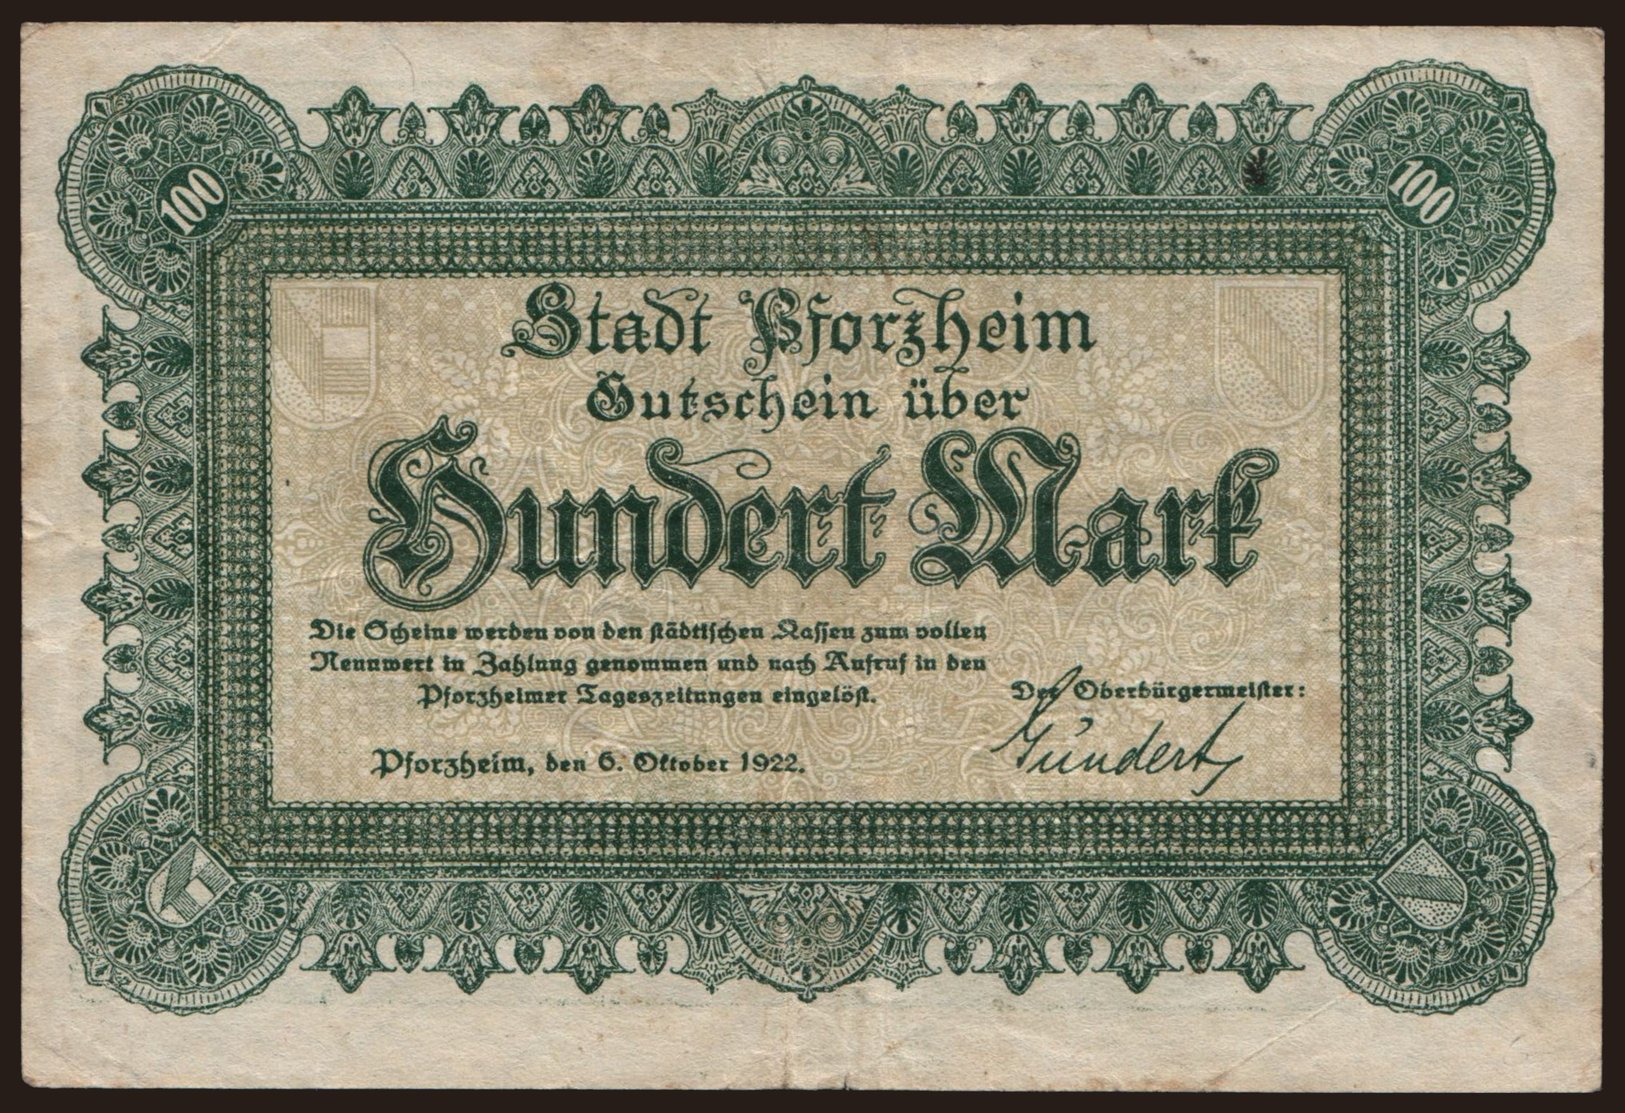 100
100
Stadt Pforzheim
Gutschein über
Hundert Mark
Die Scheine werden von den städtischen Kassen zum vollen
Nennwert in Zahlung genommen und nach Aufruf in den
Pforzheimer Tageszeitungen eingelöst.
Der Oberbürgermeister:
Gündert
Pforzheim, den 6. Oktober 1922.